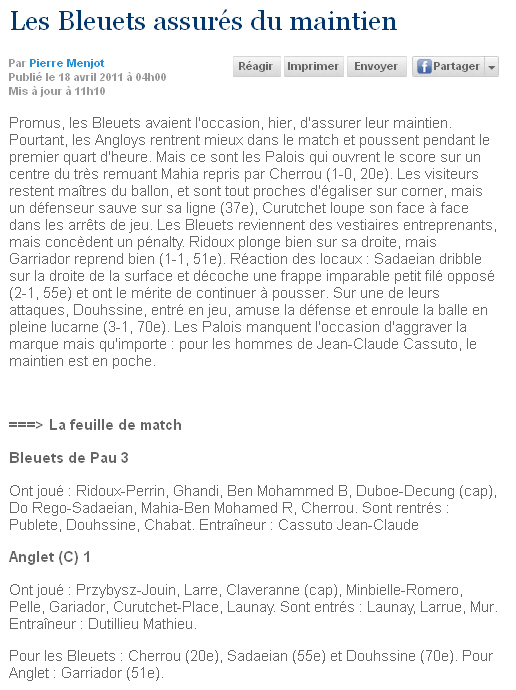 Les Bleuets assurés du maintien
Par Pierre Menjot
Publié le 18 avril 2011 à 04h00
Mis à jour à 11h10
Réagir Imprimer Envoyer Partager
Promus, les Bleuets avaient l'occasion, hier, d'assurer leur maintien.
Pourtant, les Angloys rentrent mieux dans le match et poussent pendant le
premier quart d'heure. Mais ce sont les Palois qui ouvrent le score sur un
centre du très remuant Mahia repris par Cherrou (1-0, 20e). Les visiteurs
restent maîtres du ballon, et sont tout proches d'égaliser sur corner, mais
un défenseur sauve sur sa ligne (37e), Curutchet loupe son face à face
dans les arrêts de jeu. Les Bleuets reviennent des vestiaires entreprenants,
mais concèdent un pénalty. Ridoux plonge bien sur sa droite, mais
Garriador reprend bien (1-1, 51e). Réaction des locaux : Sadaeian dribble
sur la droite de la surface et décoche une frappe imparable petit filé opposé
(2-1, 55e) et ont le mérite de continuer à pousser. Sur une de leurs
attaques, Douhssine, entré en jeu, amuse la défense et enroule la balle en
pleine lucarne (3-1, 70e). Les Palois manquent l'occasion d'aggraver la
marque mais qu'importe : pour les hommes de Jean-Claude Cassuto, le
maintien est en poche.
===> La feuille de match
Bleuets de Pau 3
Ont joué : Ridoux-Perrin, Ghandi, Ben Mohammed B, Duboe-Decung (cap),
Do Rego-Sadaeian, Mahia-Ben Mohamed R, Cherrou. Sont rentrés :
Publete, Douhssine, Chabat. Entraîneur : Cassuto Jean-Claude
Anglet (C) 1
Ont joué : Przybysz-Jouin, Larre, Claveranne (cap), Minbielle-Romero,
Pelle, Gariador, Curutchet-Place, Launay. Sont entrés : Launay, Larrue, Mur.
Entraîneur : Dutillieu Mathieu.
Pour les Bleuets : Cherrou (20e), Sadaeian (55e) et Douhssine (70e). Pour
Anglet : Garriador (51e).